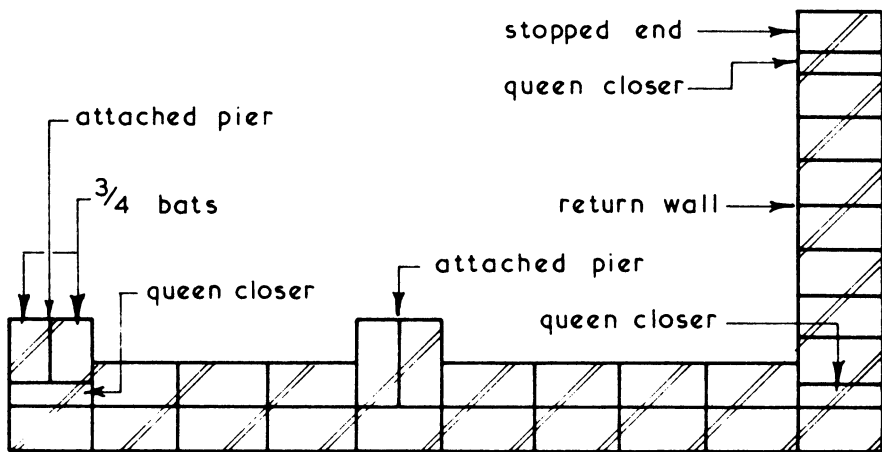 stopped end
queen closer
attached pier
3/4 bats
return wall
attached pier
queen closer
queen closer